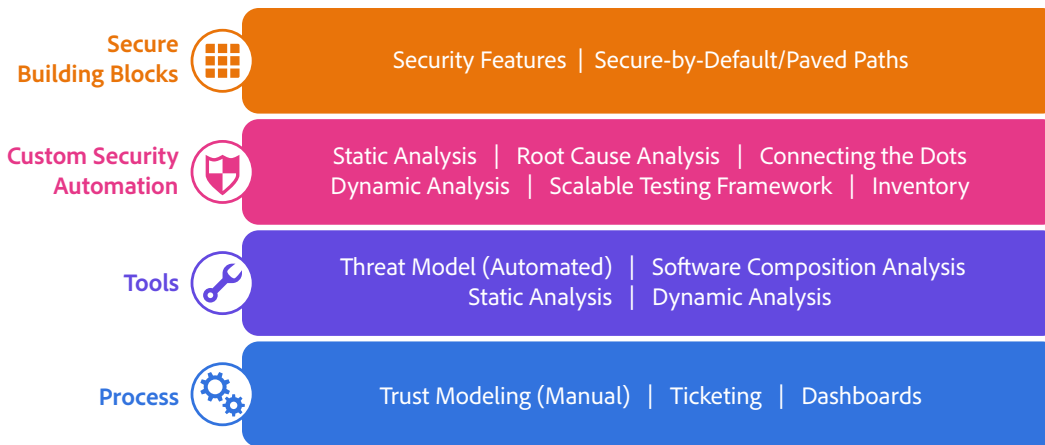 Secure
Building Blocks
Security Features | Secure-by-Default/Paved Paths
Custom Security
Automation
Static Analysis | Root Cause Analysis | Connecting the Dots
Dynamic Analysis | Scalable Testing Framework | Inventory
Tools
Threat Model (Automated) | Software Composition Analysis
Static Analysis | Dynamic Analysis
Process
Trust Modeling (Manual) | Ticketing | Dashboards